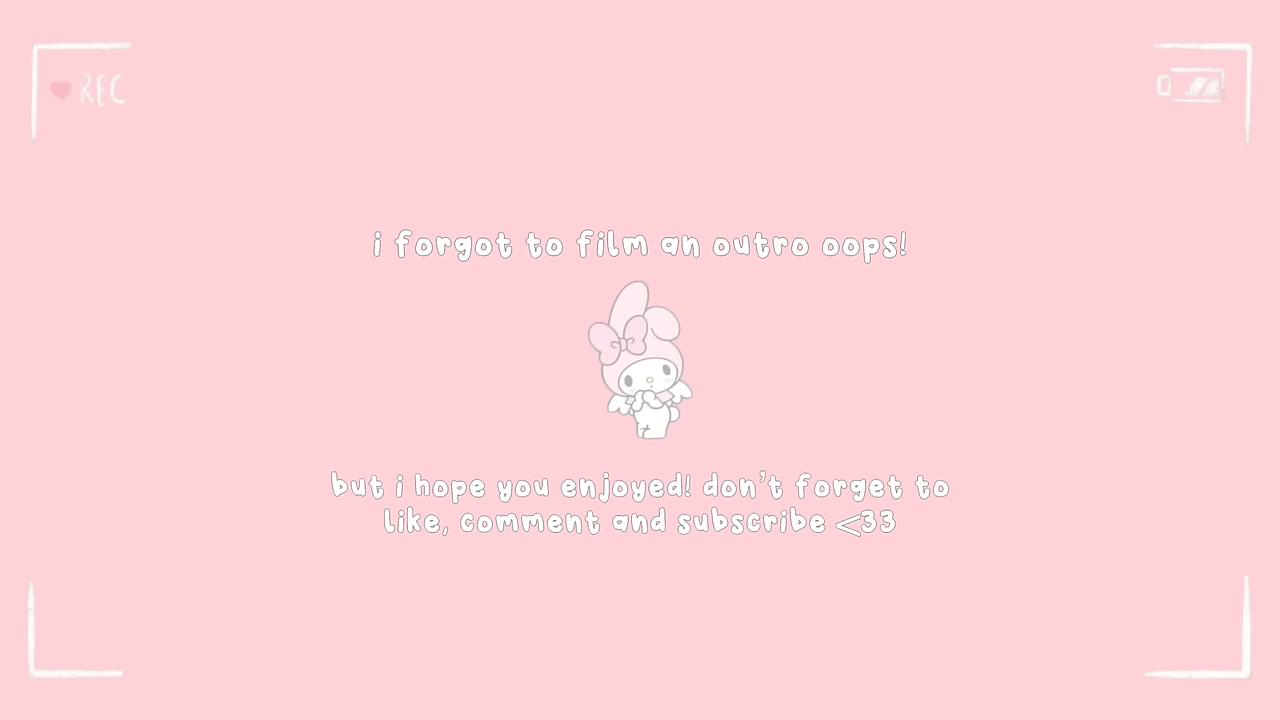 REC
i forgot to film an outro oops!
but i hope you enjoyed! don't forget to
like, comment and subscribe <33